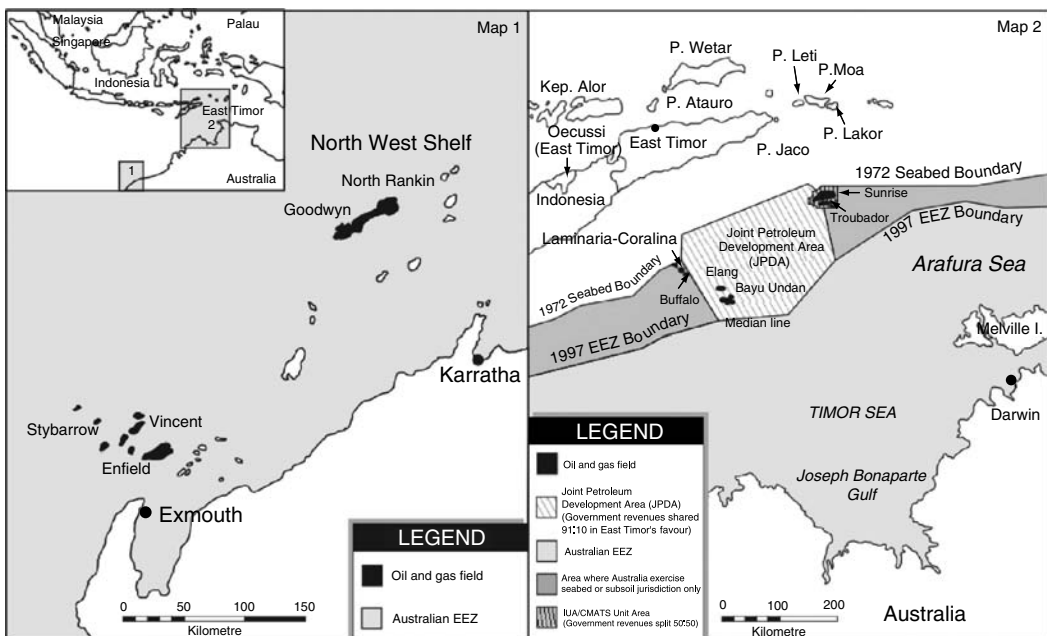 Map 1
Malaysia
Palau
Singapore
Indonesia
East Timor
2
1
Australia
North West Shelf
North Rankin
Goodwyn
Karratha
Stybarrow
Vincent
Enfield
Exmouth
0 50 100 150
Kilometre
LEGEND
Oil and gas field
Australian EEZ
Map 2
P. Wetar
P. Leti
P.Moa
Kep. Alor
P. Atauro
P. Lakor
Oecussi
(East Timor)
East Timor
P. Jaco
Indonesia
1972 Seabed Boundary
Sunrise
Troubador
1997 EEZ Boundary
Laminaria-Coralina
Joint Petroleum
Development Area
(JPDA)
Arafura Sea
1972 Seabed Boundary
Elang
Bayu Undan
Buffalo
Median line
1997 EEZ Boundary
Melville I.
Darwin
TIMOR SEA
Joseph Bonaparte
Gulf
LEGEND
Oil and gas field
Joint Petroleum
Development Area (JPDA)
(Government revenues shared
91:10 in East Timor's favour)
Australian EEZ
Area where Australia exercise
seabed or subsoil jurisdiction only
IUA/CMATS Unit Area
(Government revenues split 50:50)
0 50 100 200
Kilometre
Australia